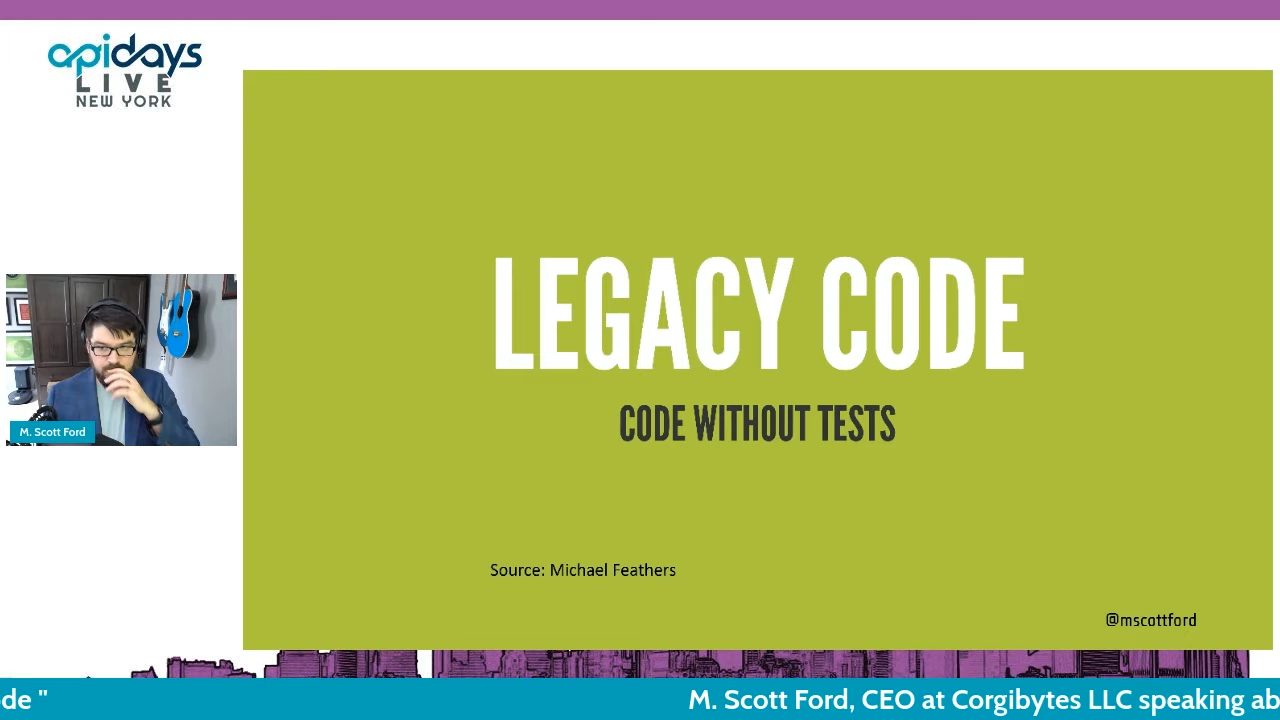 apidays
LIVE
NEW YORK
LEGACY CODE
CODE WITHOUT TESTS
Source: Michael Feathers
@mscottford
M. Scott Ford
ode "
M. Scott Ford, CEO at Corgibytes LLC speaking ab